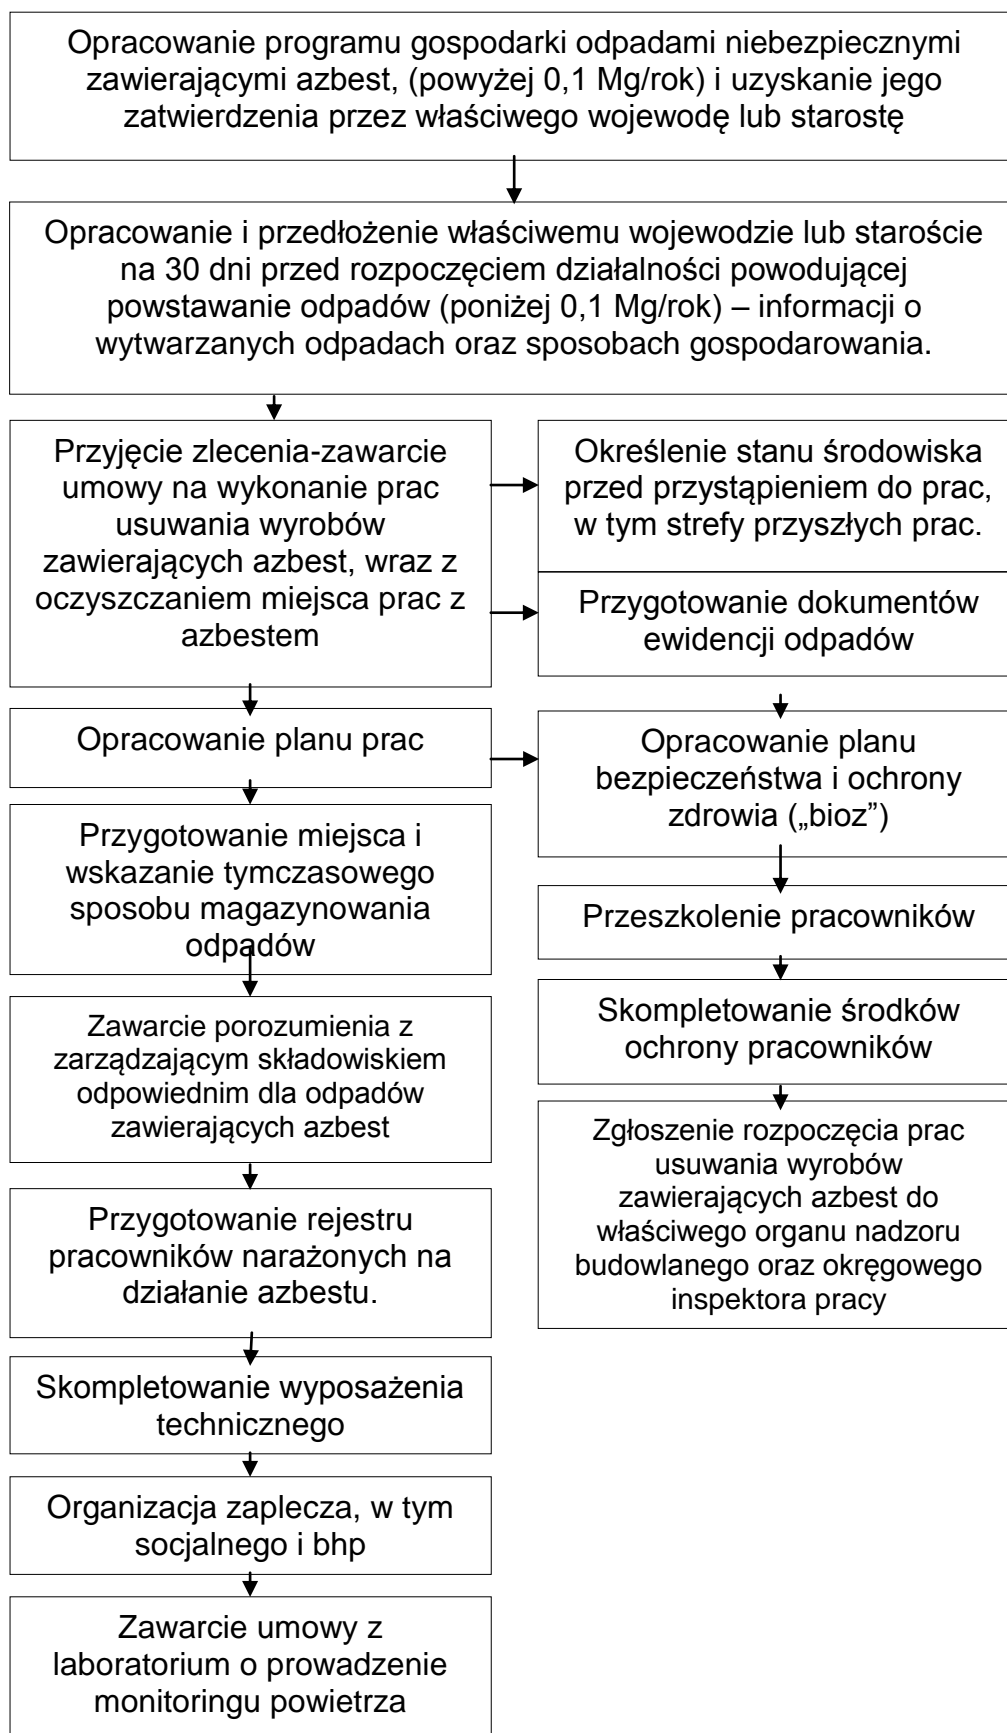 Opracowanie programu gospodarki odpadami niebezpiecznymi
zawierającymi azbest, (powyżej 0,1 Mg/rok) i uzyskanie jego
zatwierdzenia przez właściwego wojewodę lub starostę
Opracowanie i przedłożenie właściwemu wojewodzie lub staroście
na 30 dni przed rozpoczęciem działalności powodującej
powstawanie odpadów (poniżej 0,1 Mg/rok) – informacji o
wytwarzanych odpadach oraz sposobach gospodarowania.
Przyjęcie zlecenia-zawarcie
umowy na wykonanie prac
usuwania wyrobów
zawierających azbest, wraz z
oczyszczaniem miejsca prac z
azbestem
Określenie stanu środowiska
przed przystąpieniem do prac,
w tym strefy przyszłych prac.
Przygotowanie dokumentów
ewidencji odpadów
Opracowanie planu prac
Opracowanie planu
bezpieczeństwa i ochrony
zdrowia („bioz”)
Przygotowanie miejsca i
wskazanie tymczasowego
sposobu magazynowania
odpadów
Przeszkolenie pracowników
Skompletowanie środków
ochrony pracowników
Zawarcie porozumienia z
zarządzającym składowiskiem
odpowiednim dla odpadów
zawierających azbest
Zgłoszenie rozpoczęcia prac
usuwania wyrobów
zawierających azbest do
właściwego organu nadzoru
budowlanego oraz okręgowego
inspektora pracy
Przygotowanie rejestru
pracowników narażonych na
działanie azbestu.
Skompletowanie wyposażenia
technicznego
Organizacja zaplecza, w tym
socjalnego i bhp
Zawarcie umowy z
laboratorium o prowadzenie
monitoringu powietrza